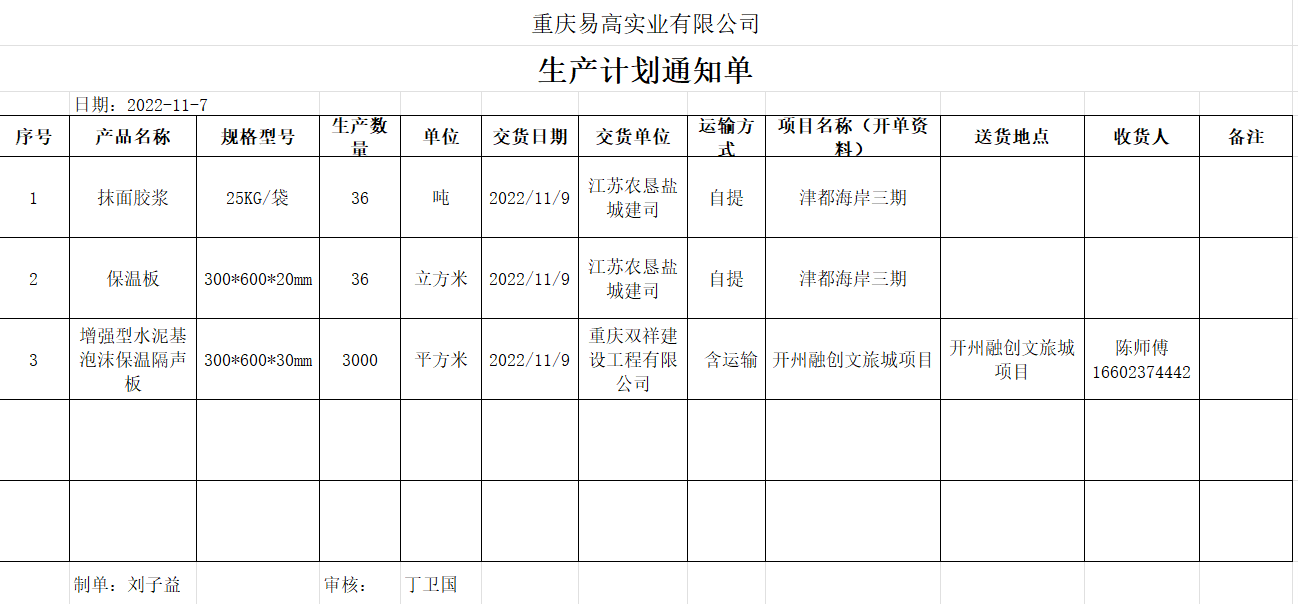 重庆易高实业有限公司
生产计划通知单
日期：2022-11-7
序号 产品名称 规格型号 生产数量 单位 交货日期 交货单位 运输方式 项目名称（开单资料） 送货地点 收货人 备注
1 抹面胶浆 25KG/袋 36 吨 2022/11/9 江苏农恳盐城建司 自提 津都海岸三期
2 保温板 300*600*20mm 36 立方米 2022/11/9 江苏农恳盐城建司 自提 津都海岸三期
3 增强型水泥基泡沫保温隔声板 300*600*30mm 3000 平方米 2022/11/9 重庆双祥建设工程有限公司 含运输 开州融创文旅城项目 开州融创文旅城项目 陈师傅 16602374442
制单：刘子益 审核： 丁卫国